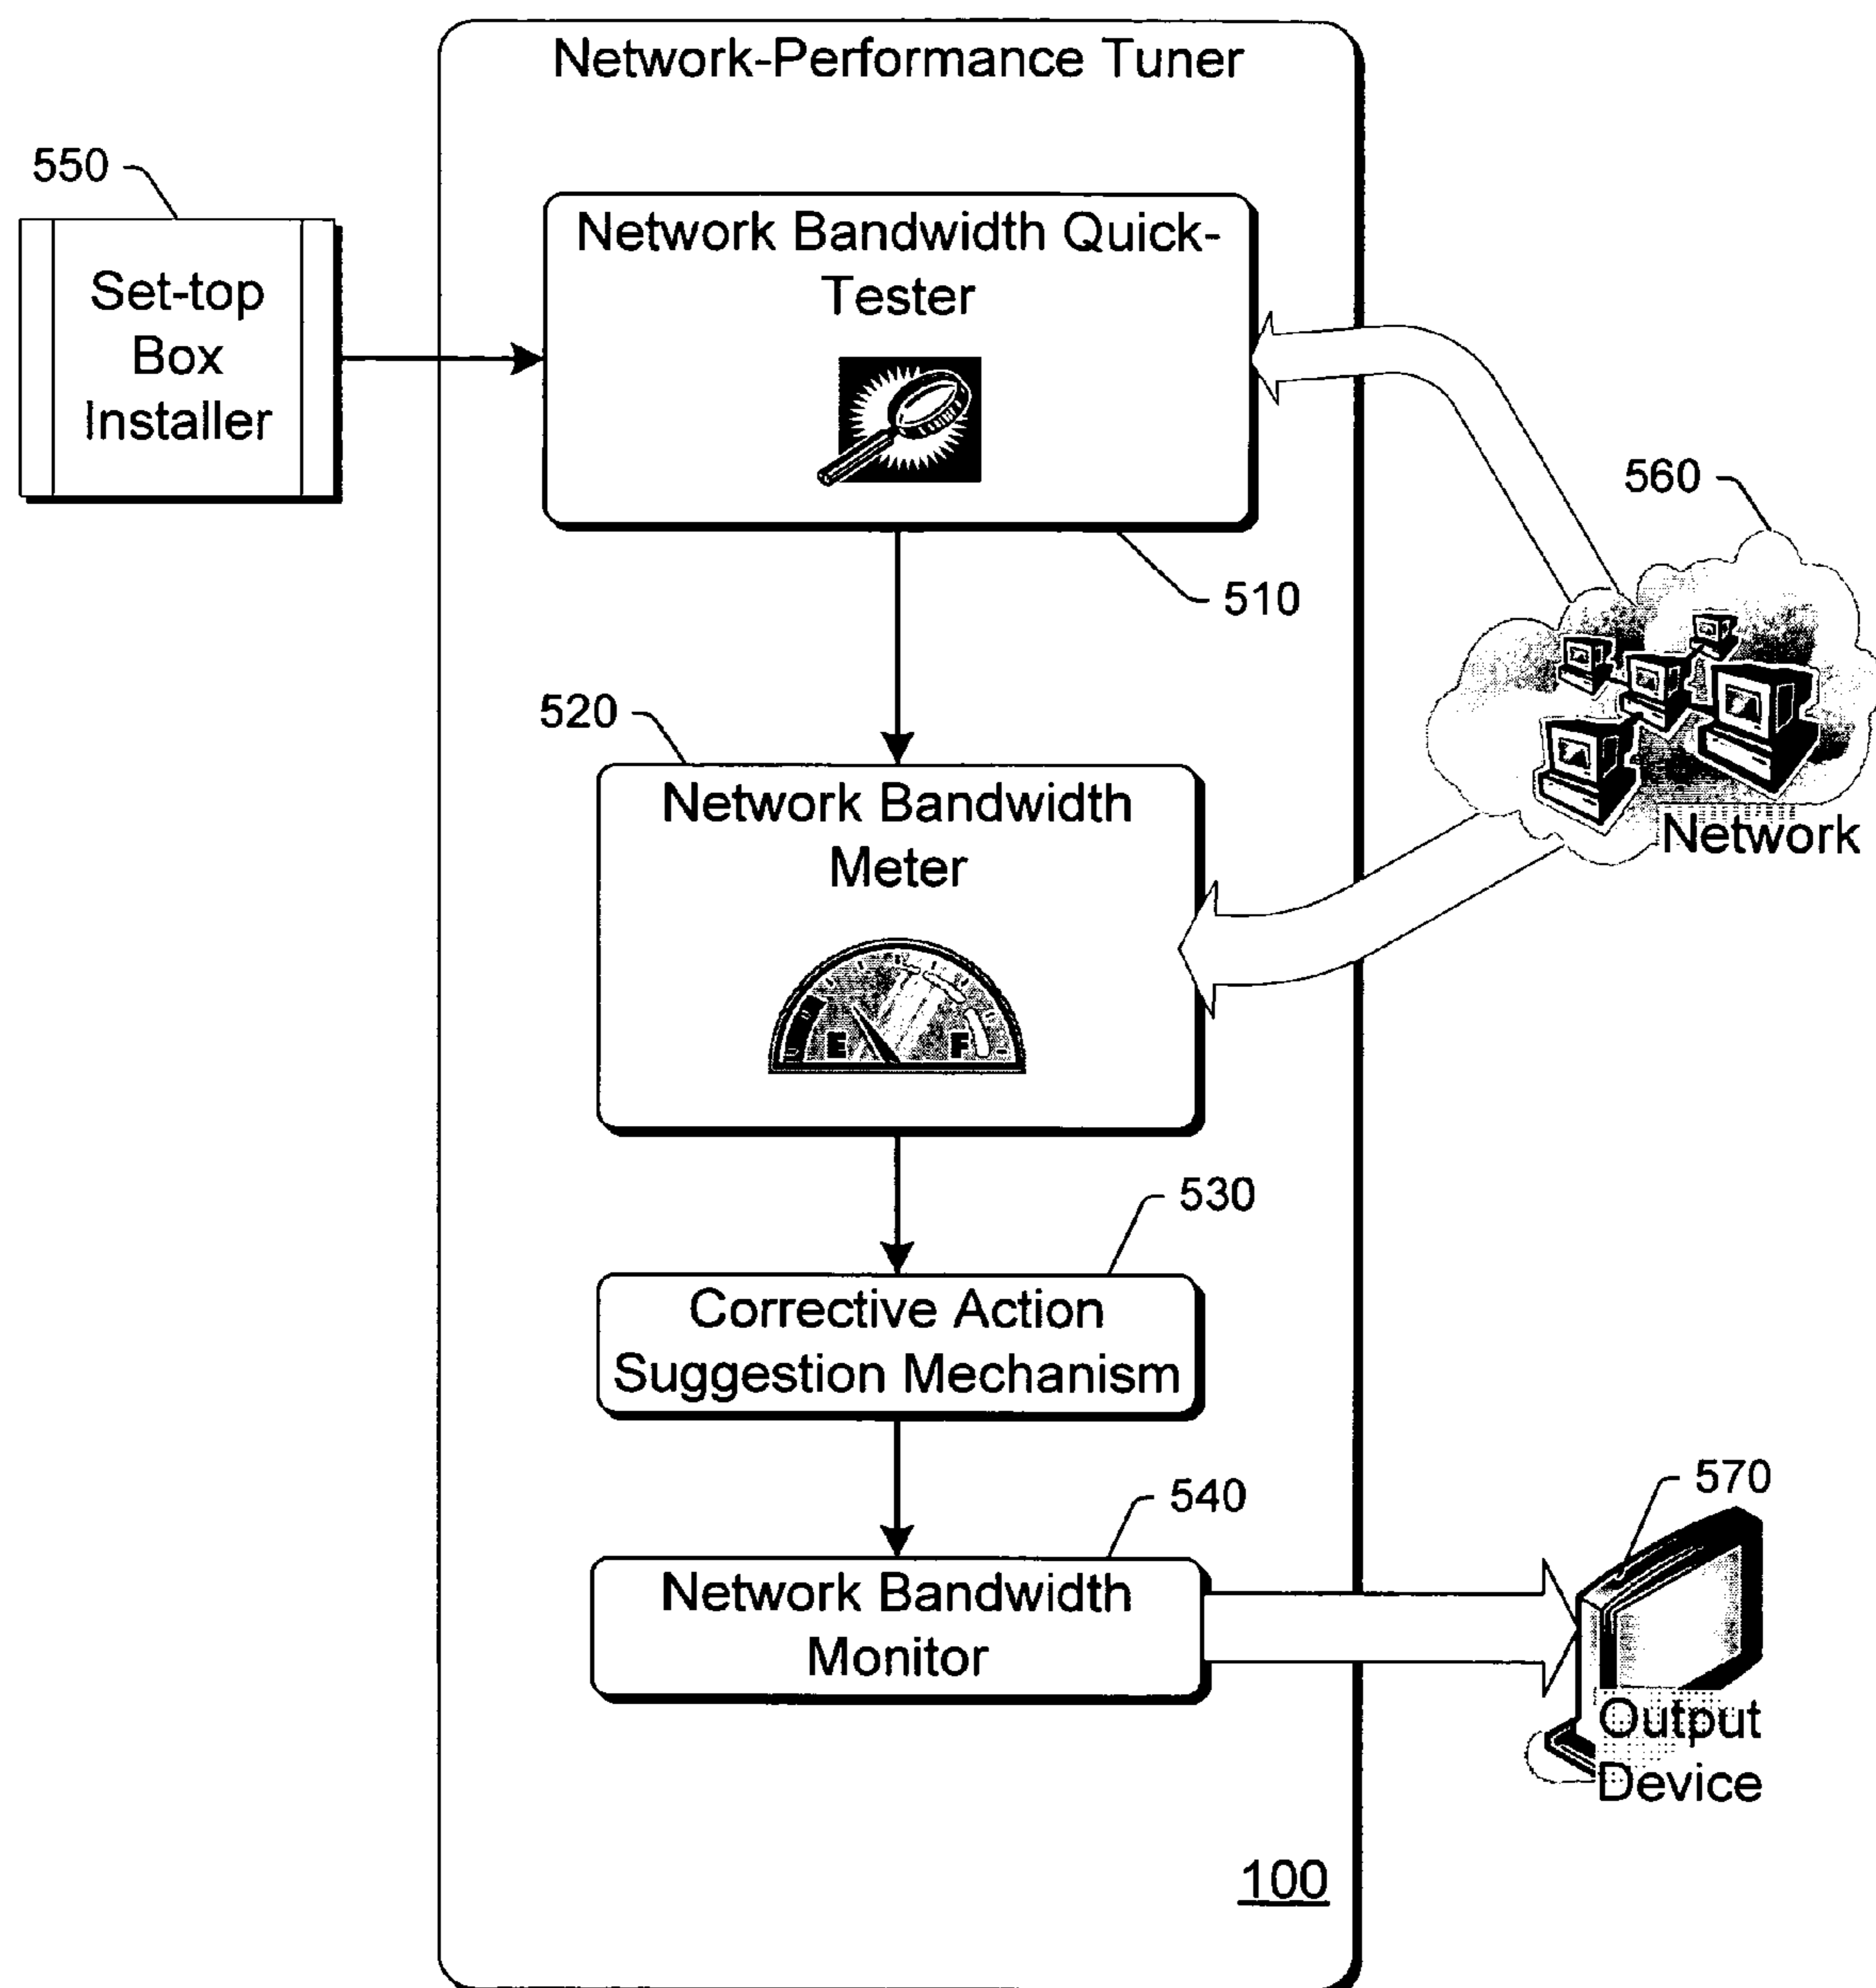 Network-Performance Tuner
550
Set-top
Box
Installer
Network Bandwidth Quick-
Tester
510
560
Network
520
Network Bandwidth
Meter
E F
530
Corrective Action
Suggestion Mechanism
540
Network Bandwidth
Monitor
570
Output
Device
100